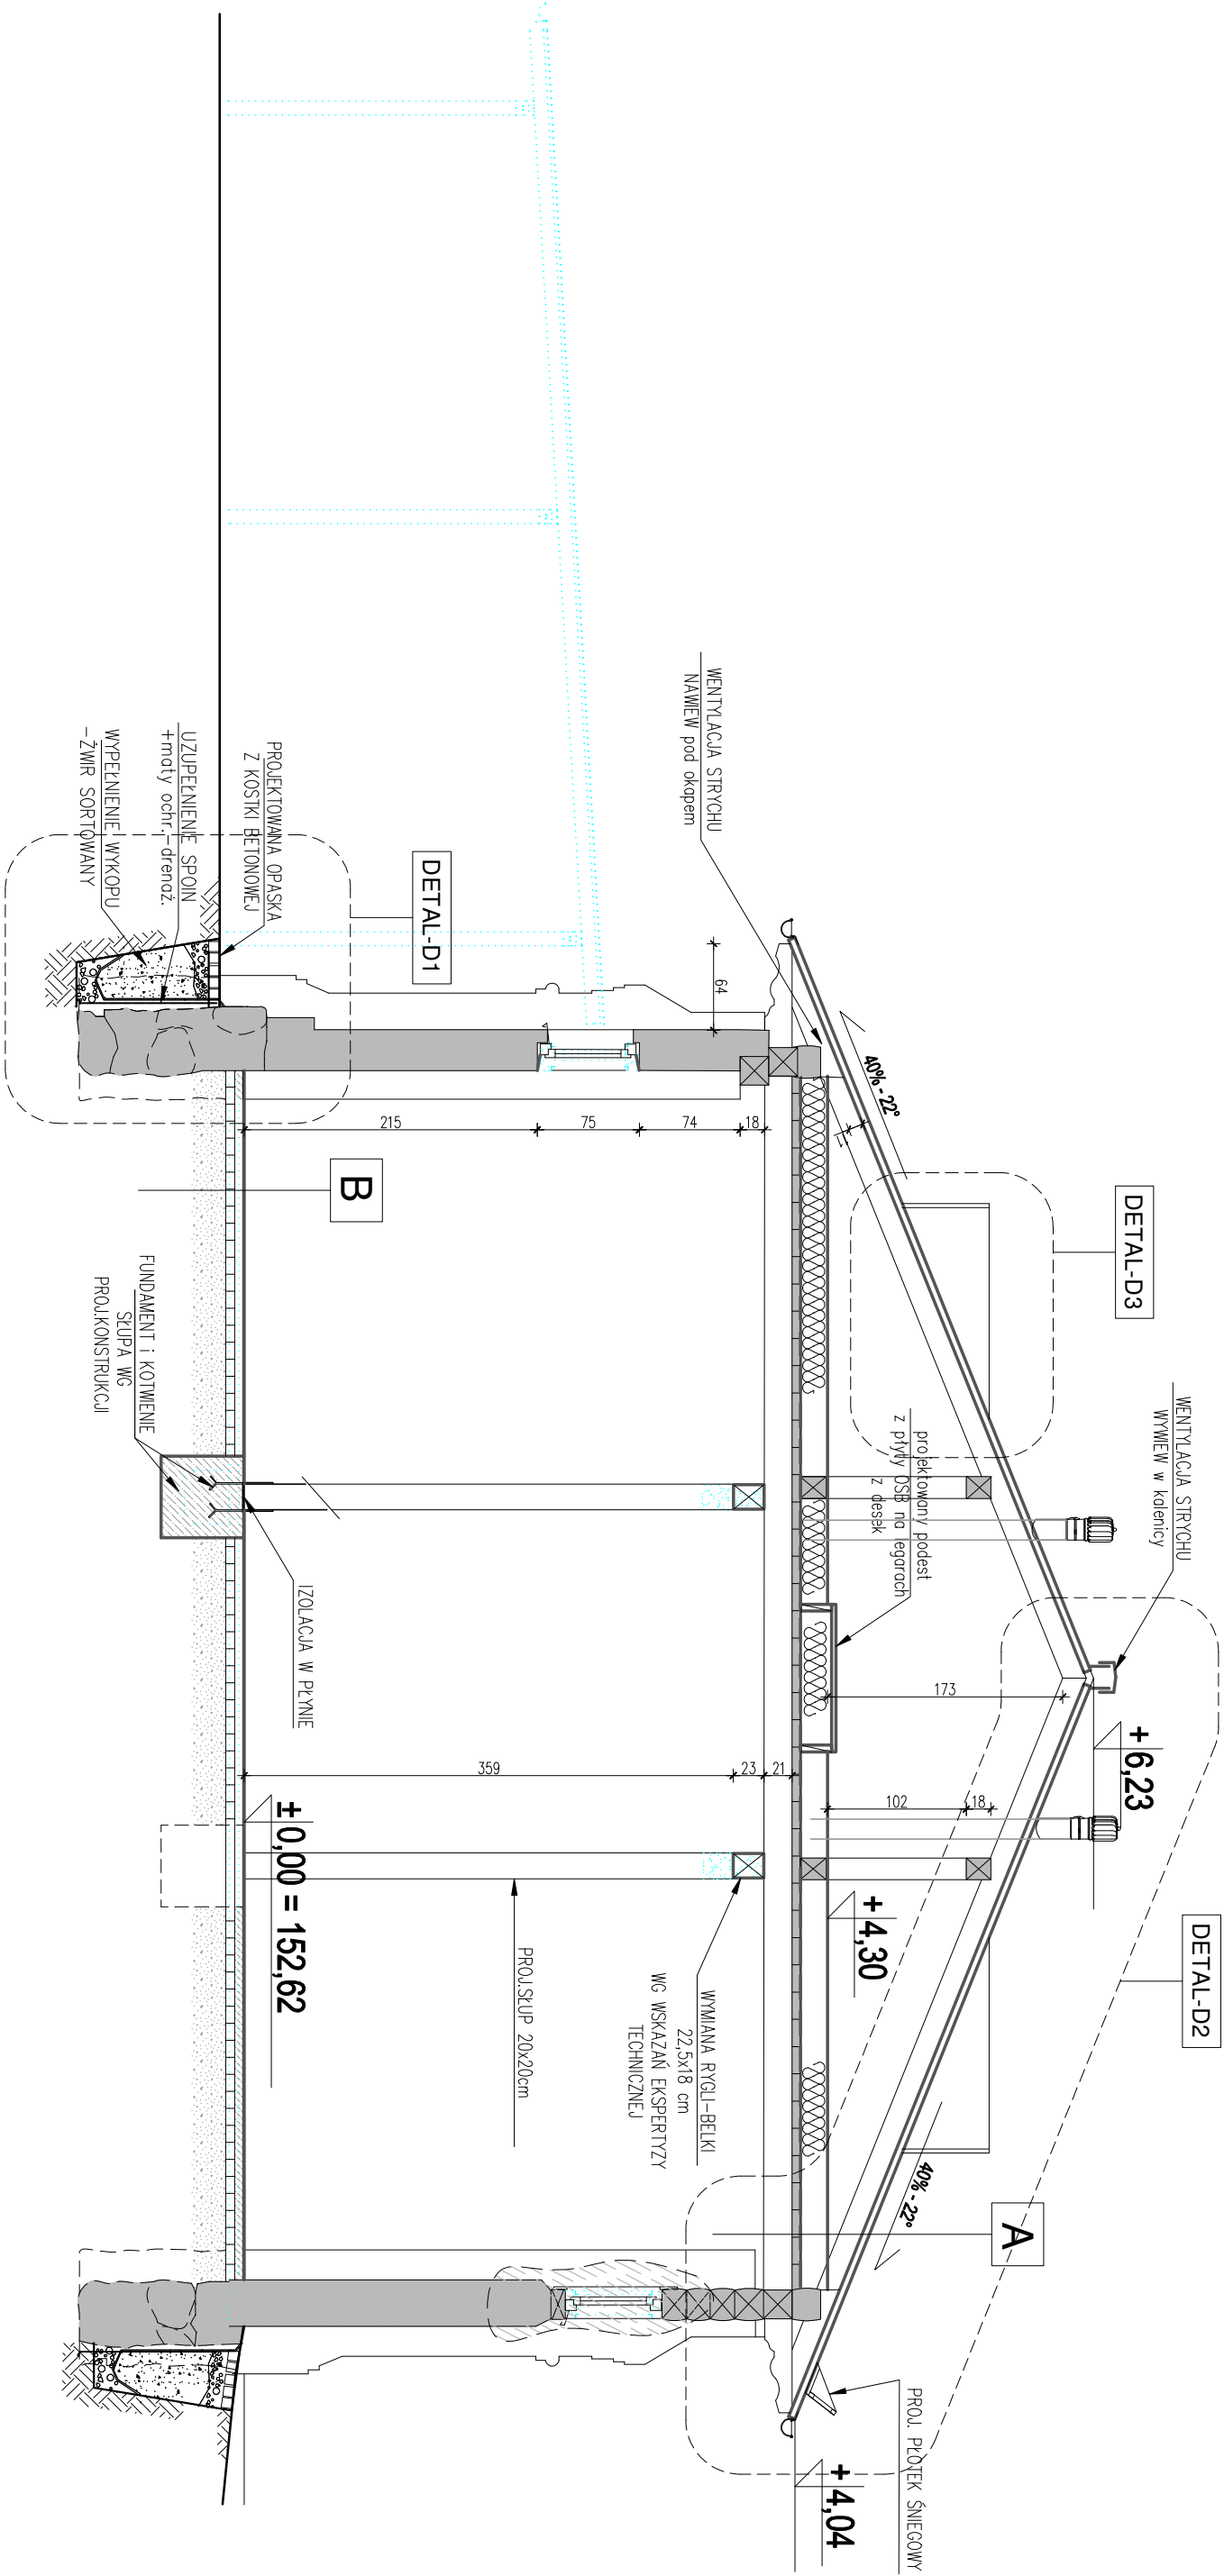 DETAL-D2
DETAL-D3
WENTYLACJA STRYCHU
WYWIEW w kalenicy
+ 6,23
PROJ. PŁOTEK ŚNIEGOWY
+ 4,04
A
40% - 22°
40% - 22°
173
102
18
+ 4,30
projektowany podest
z płyty OSB na legarach
z desek
WENTYLACJA STRYCHU
NAWIEW pod okapem
64
17
18
74
75
215
21
23
359
WYMIANA RYGLI-BELKI
22,5x18 cm
WG WSKAZAŃ EKSPERTYZY
TECHNICZNEJ
PROJ.SŁUP 20x20cm
DETAL-D1
B
± 0,00 = 152,62
IZOLACJA W PŁYNIE
PROJEKTOWANA OPASKA
Z KOSTKI BETONOWEJ
UZUPEŁNIENIE SPOIN
+maty ochr.-drenaż.
WYPEŁNIENIE WYKOPU
-ŻWIR SORTOWANY
FUNDAMENT i KOTWIENIE
SŁUPA WG
PROJ.KONSTRUKCJI